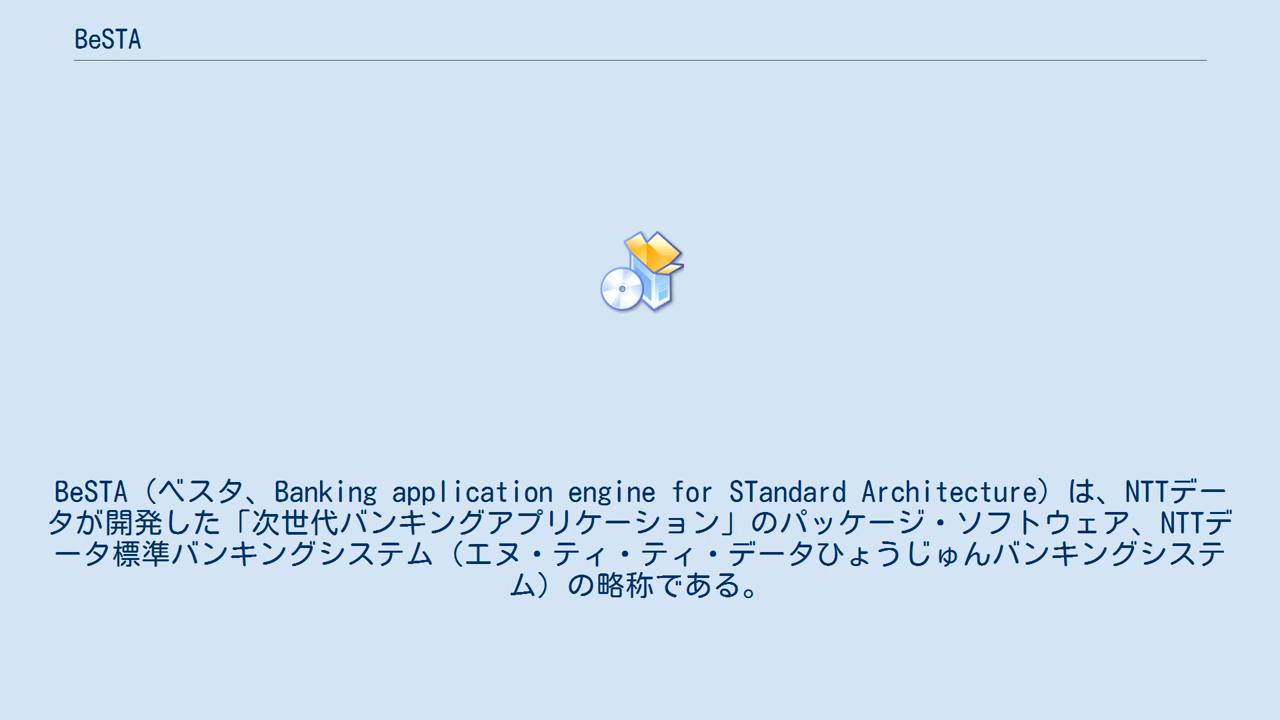 BeSTA
BeSTA（ベスタ、Banking application engine for STandard Architecture）は、NTTデー
タが開発した「次世代バンキングアプリケーション」のパッケージ・ソフトウェア、NTTデ
ータ標準バンキングシステム（エヌ・ティ・ティ・データひょうじゅんバンキングシステ
ム）の略称である。